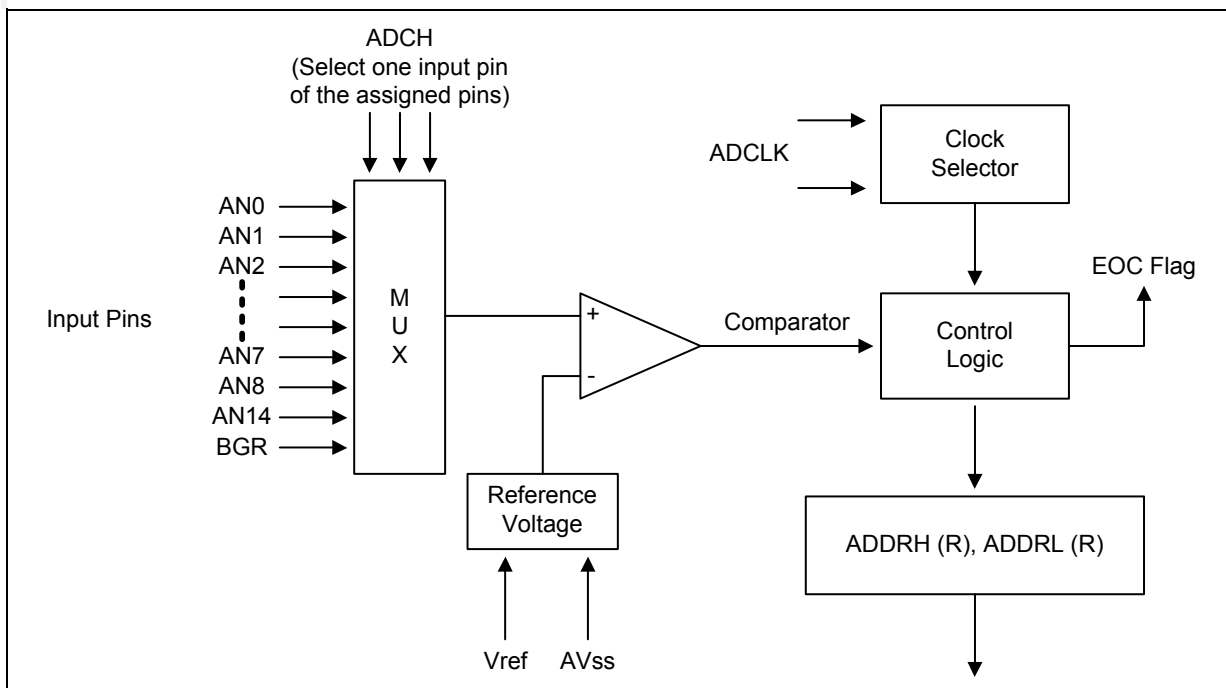 ADCH
(Select one input pin
of the assigned pins)
ADCLK
Clock
Selector
AN0
AN1
AN2
AN7
AN8
AN14
BGR
Input Pins
M
U
X
+
-
Comparator
Control
Logic
EOC Flag
Reference
Voltage
Vref
AVss
ADDRH (R), ADDRL (R)